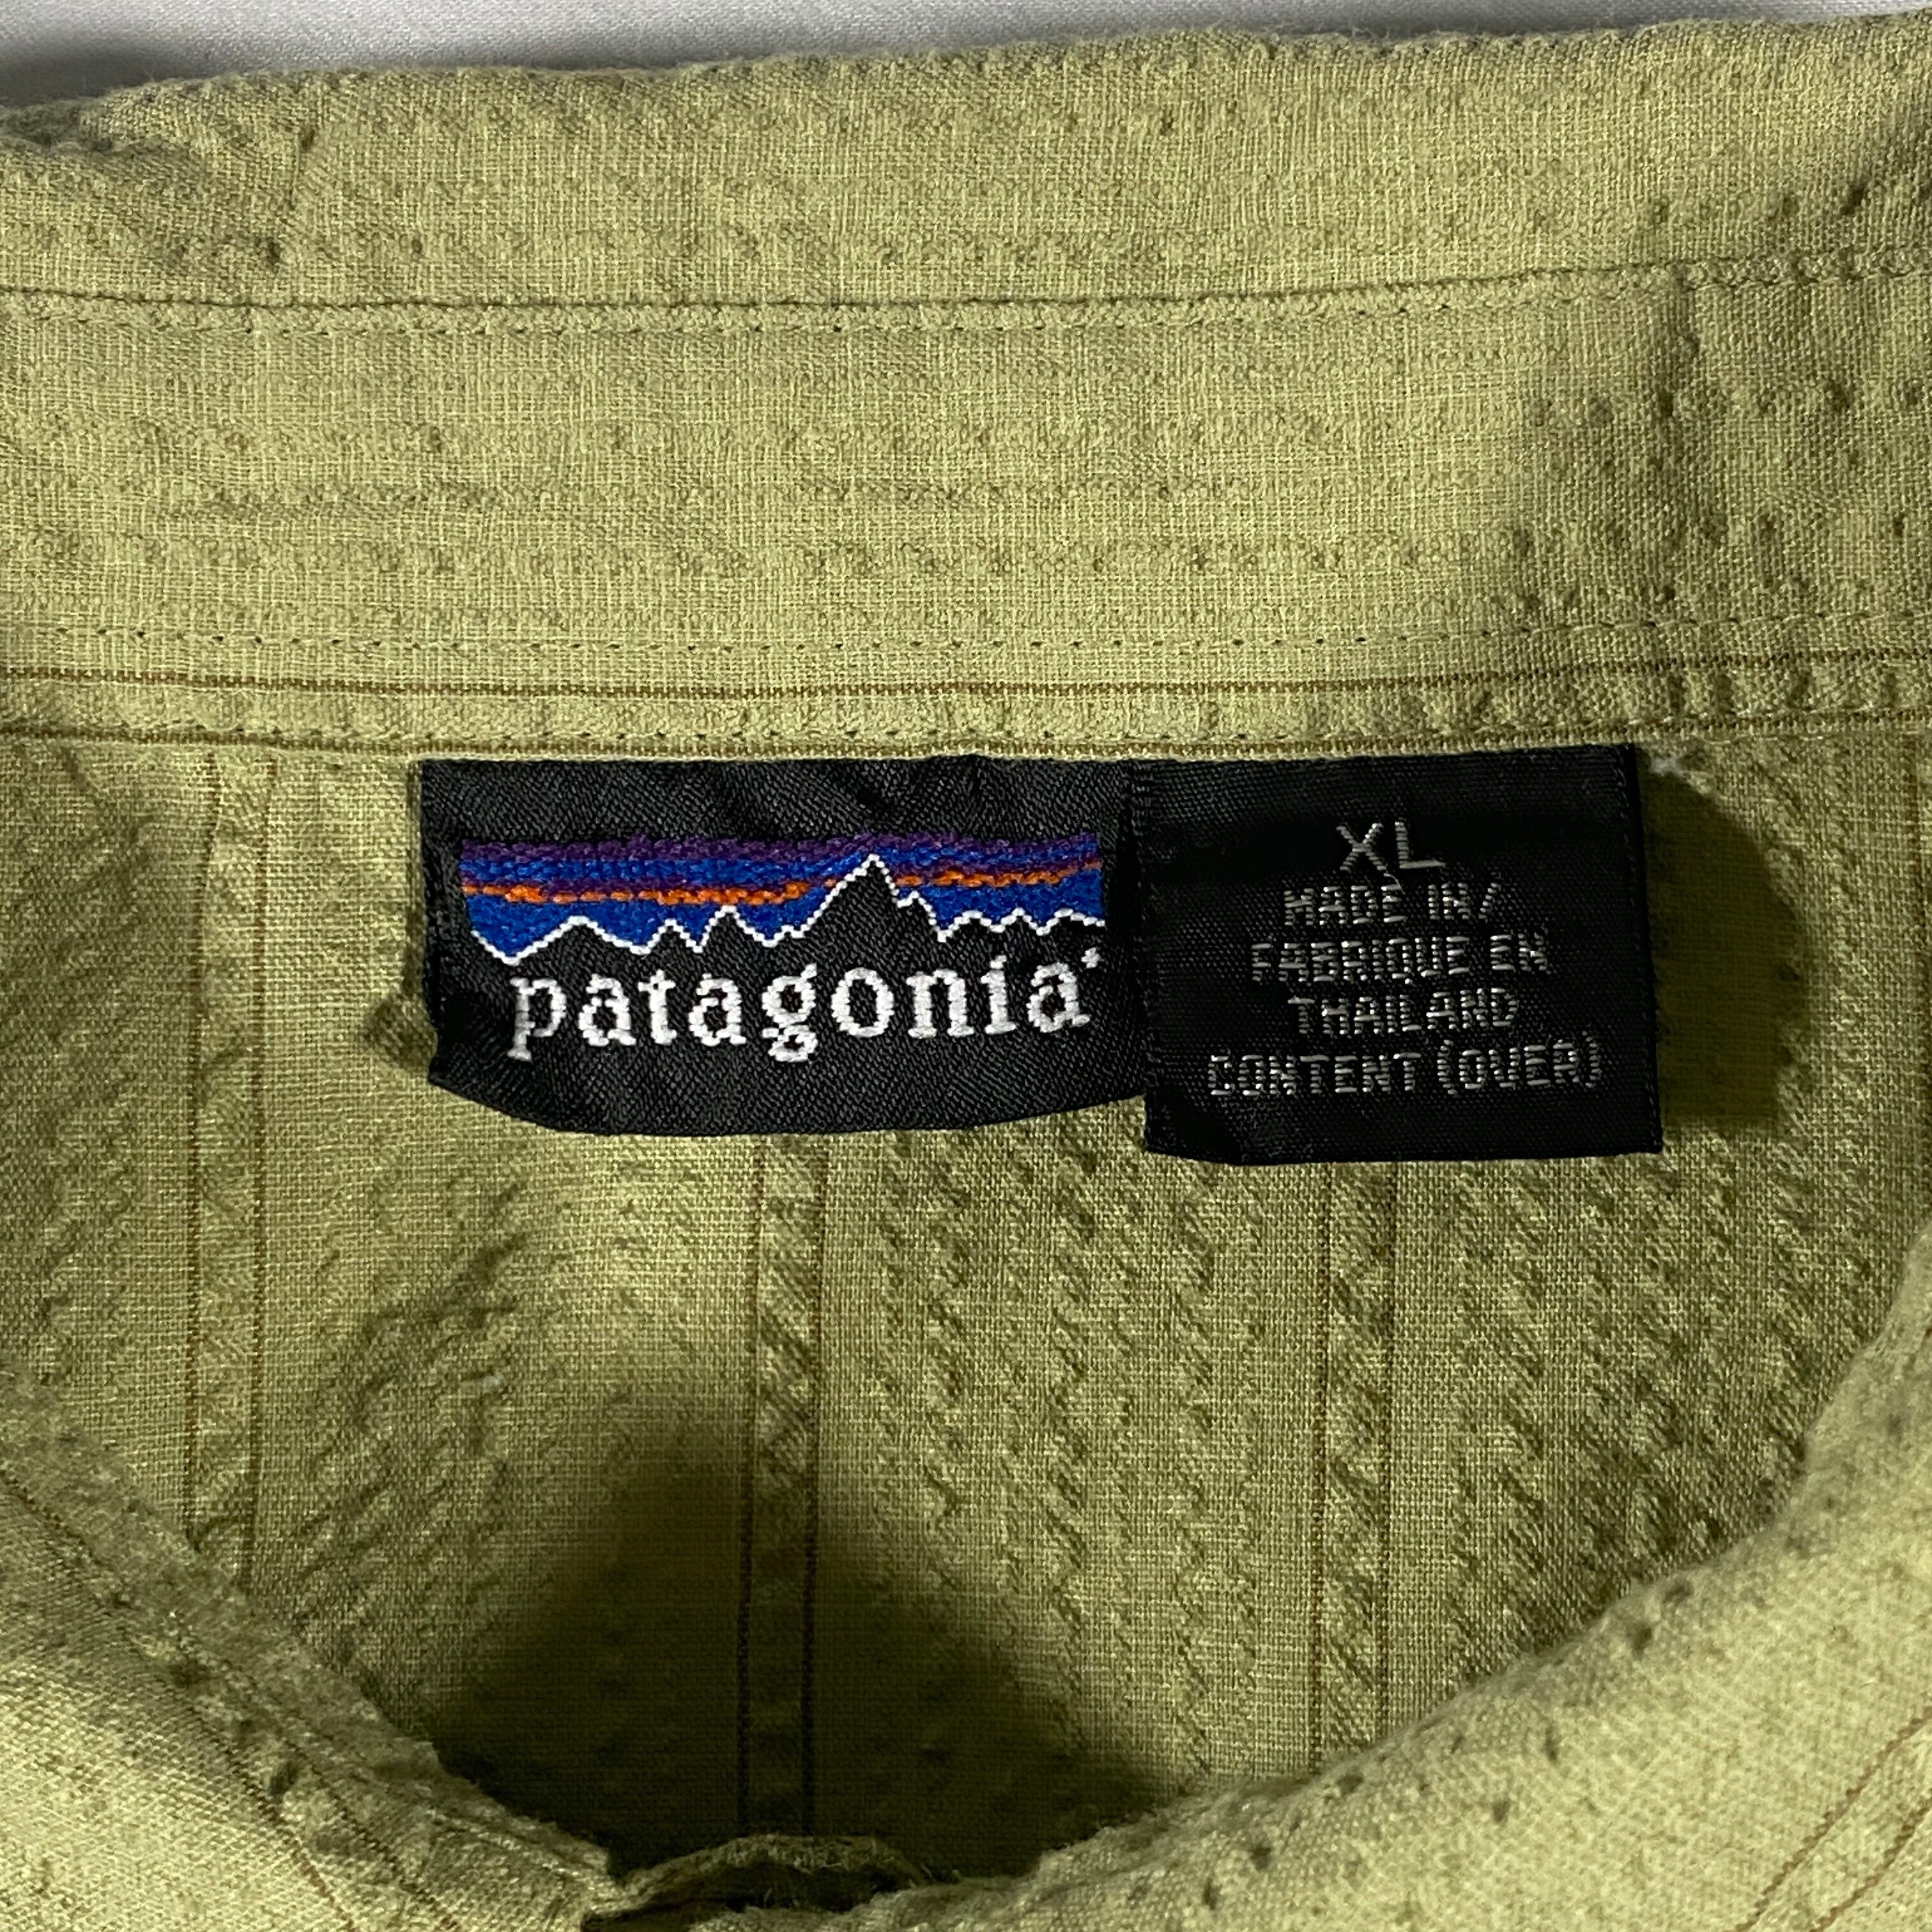 patagonia
XL
MADE IN/
FABRIQUE EN
THAILAND
CONTENT (OVER)